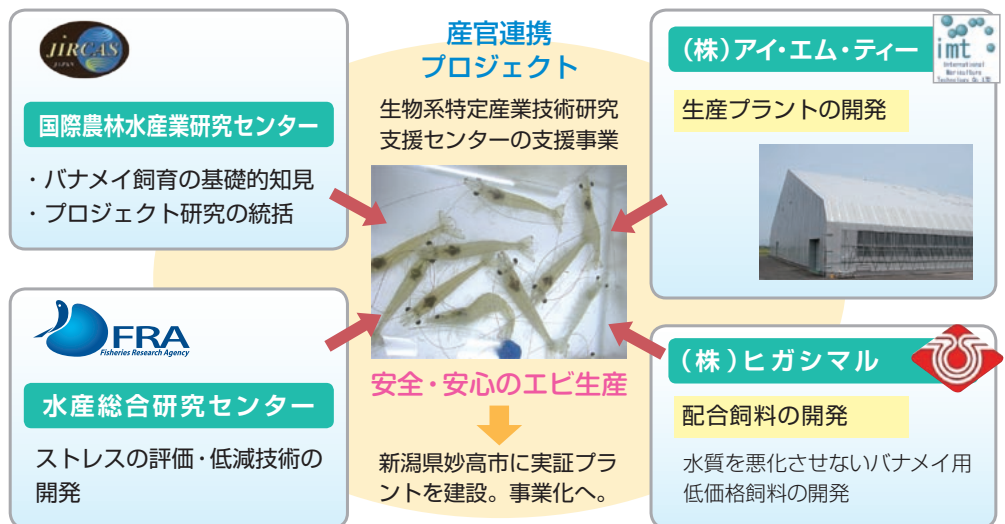 JIRCAS
JAPAN
国際農林水産業研究センター
・バナメイ飼育の基礎的知見
・プロジェクト研究の統括
産官連携
プロジェクト
生物系特定産業技術研究
支援センターの支援事業
(株)アイ・エム・ティー
imt
International
Mariculture
Technology Co.,LTD
生産プラントの開発
FRA
Fisheries Research Agency
水産総合研究センター
ストレスの評価・低減技術の
開発
安全・安心のエビ生産
新潟県妙高市に実証プラ
ントを建設。事業化へ。
(株)ヒガシマル
配合飼料の開発
水質を悪化させないバナメイ用
低価格飼料の開発